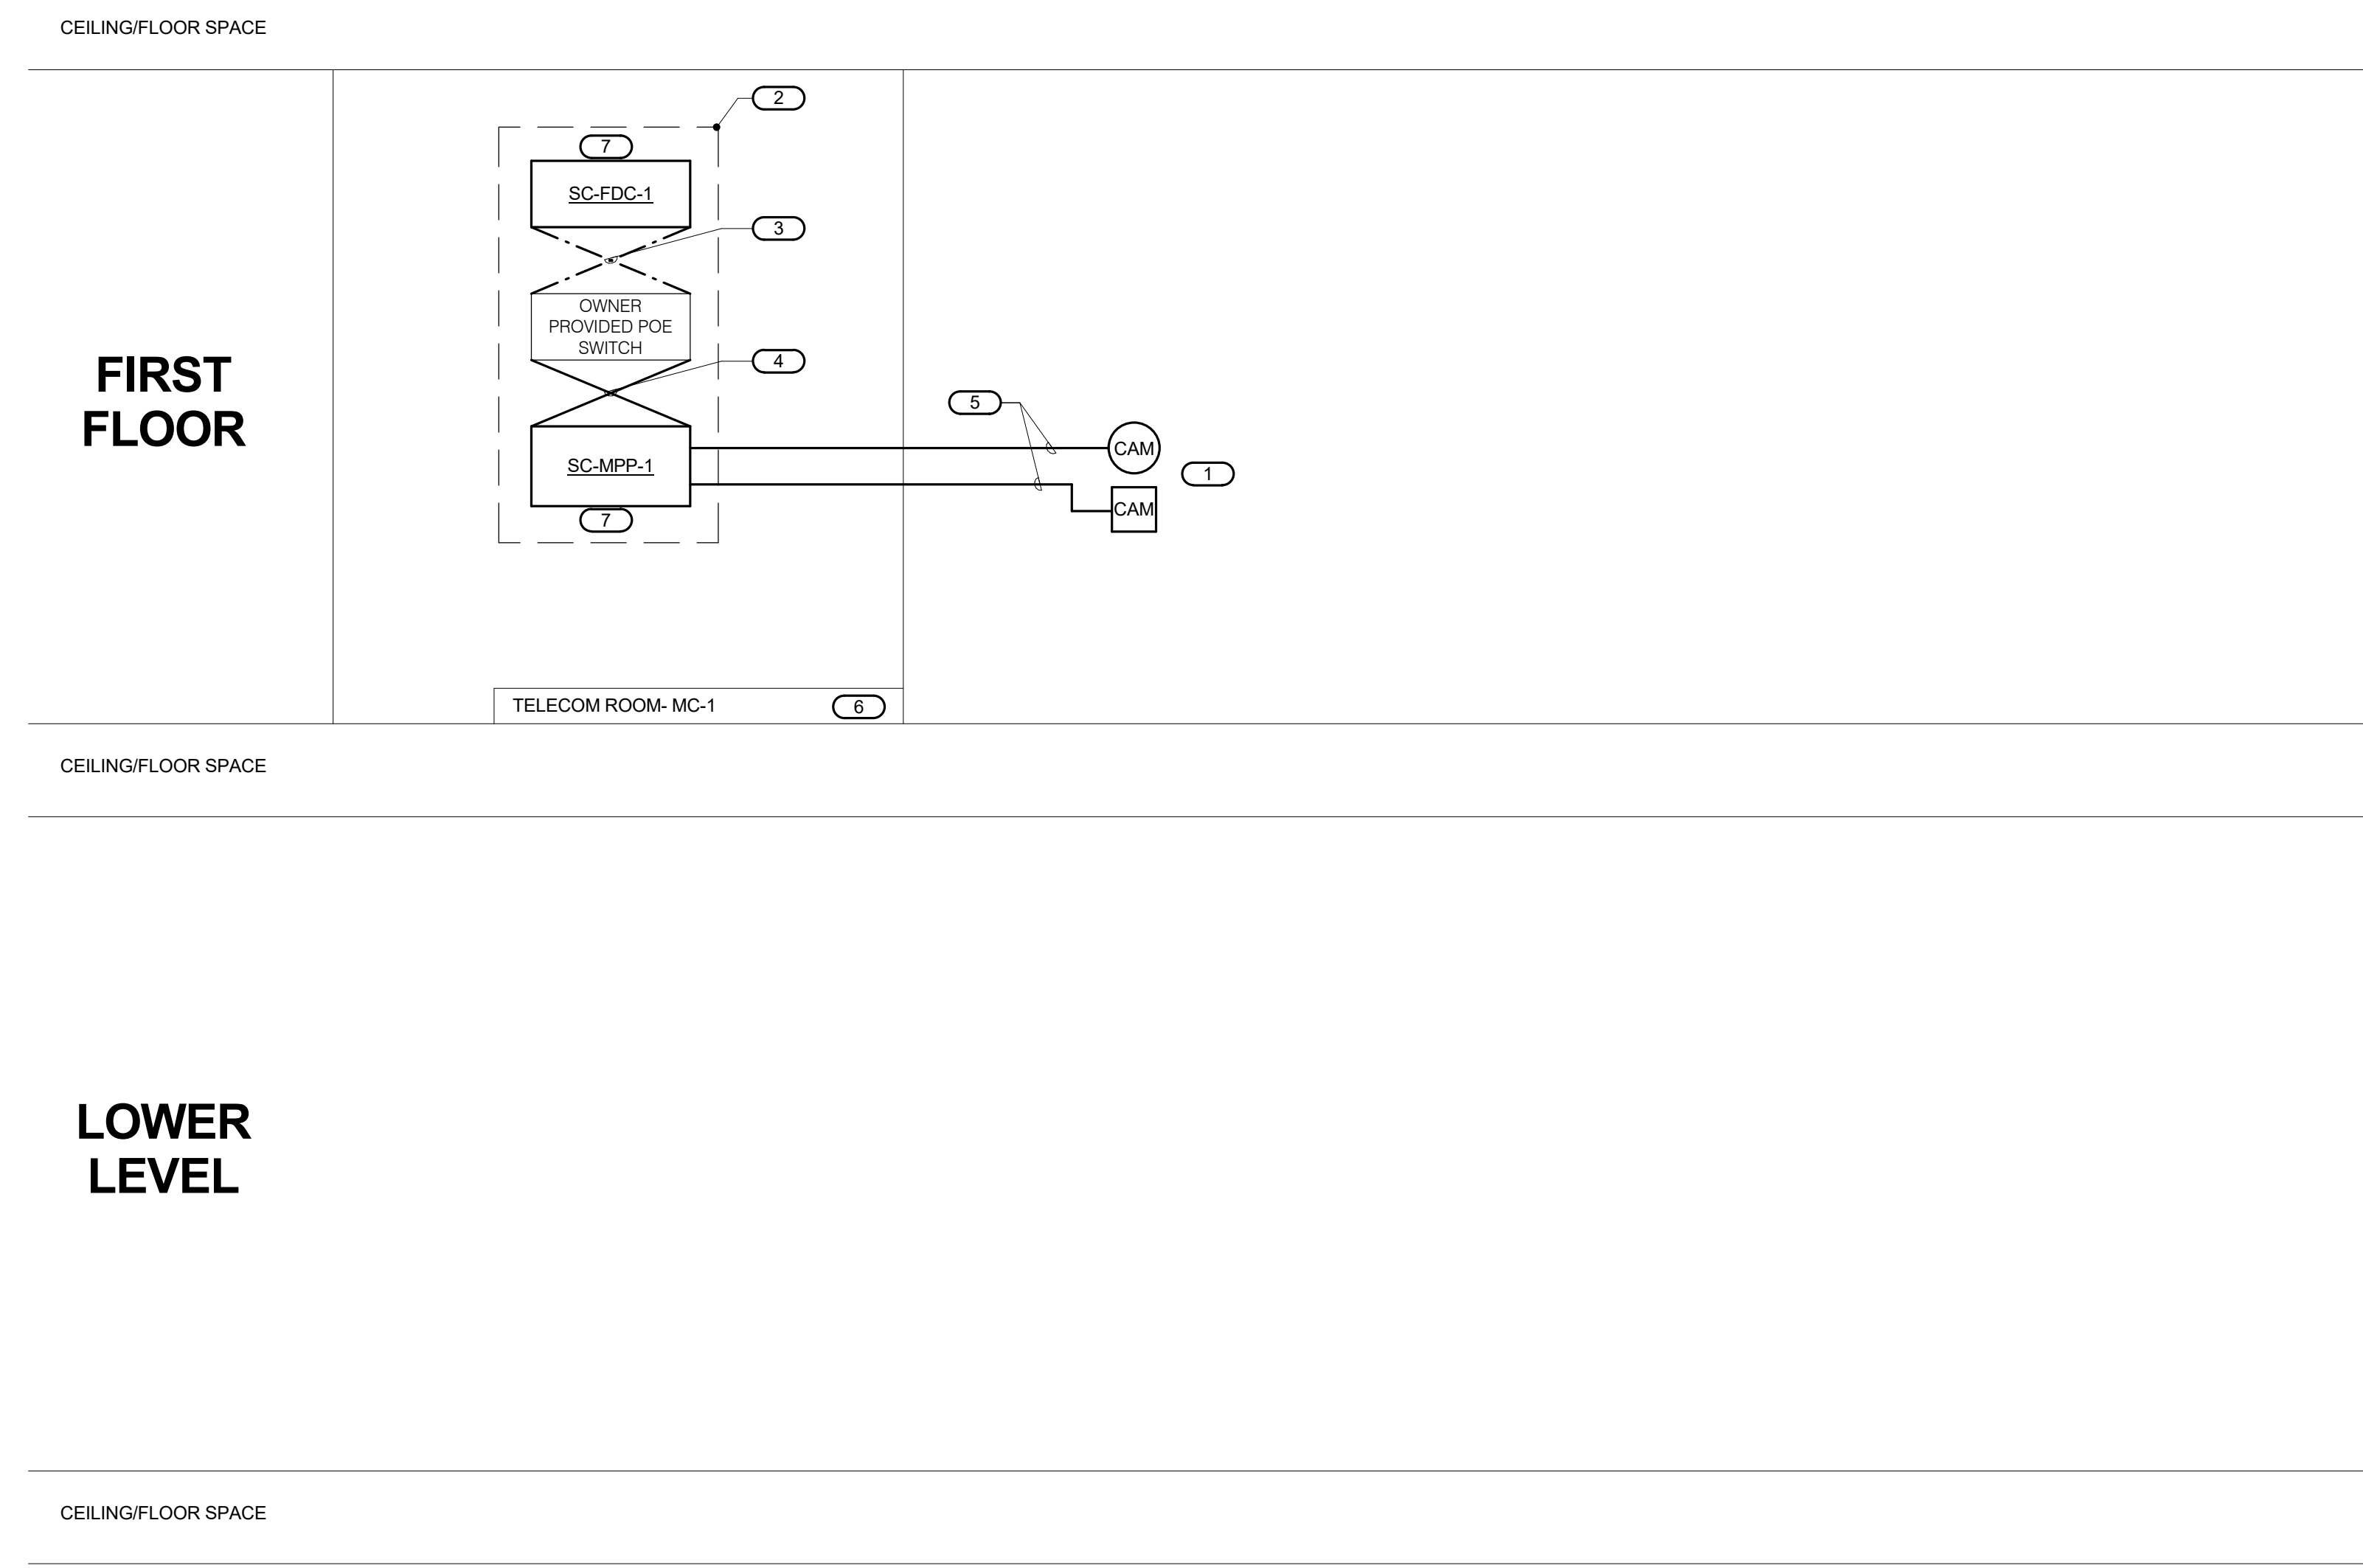 CEILING/FLOOR SPACE
2
7
SC-FDC-1
3
OWNER
PROVIDED POE
SWITCH
4
FIRST
FLOOR
5
CAM
SC-MPP-1
1
CAM
7
TELECOM ROOM- MC-1
6
CEILING/FLOOR SPACE
LOWER
LEVEL
CEILING/FLOOR SPACE